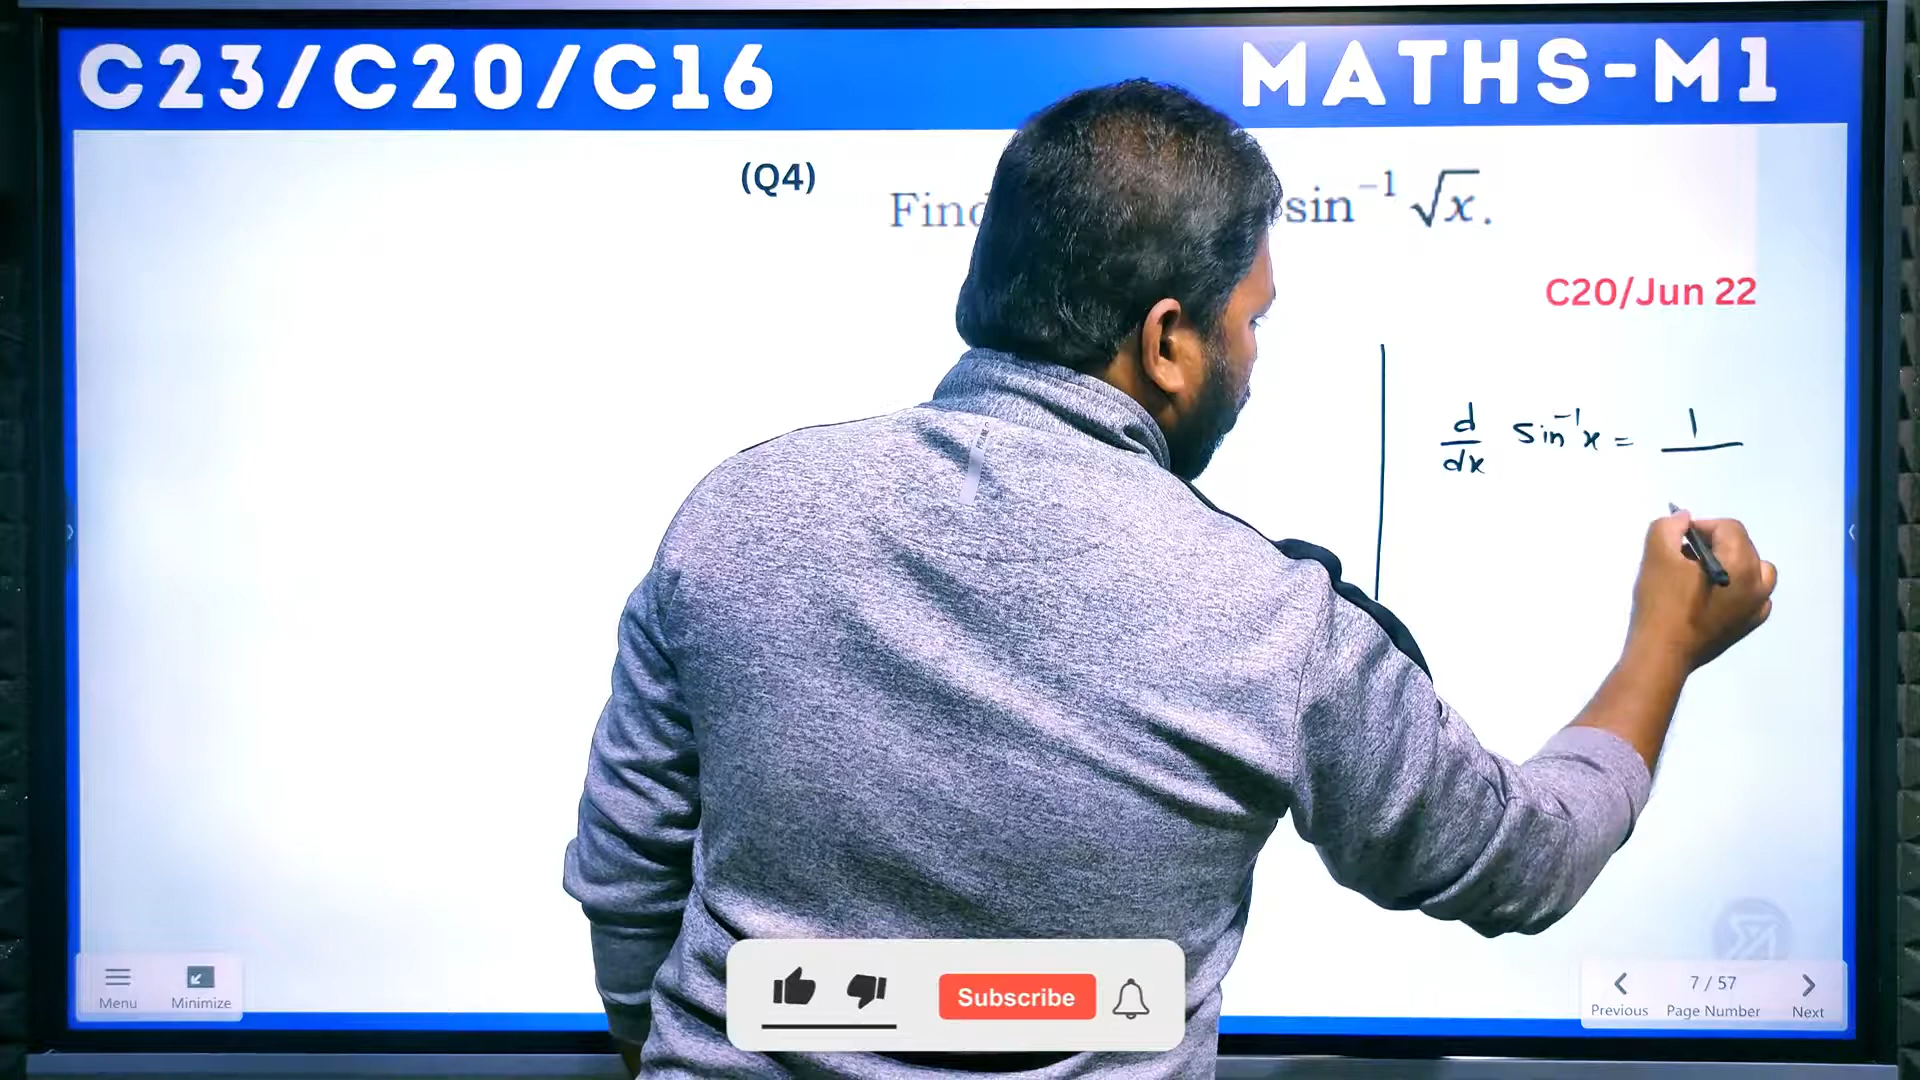 C23/C20/C16 MATHS-M1
(Q4)
Find sin⁻¹ √x.
C20/Jun 22
d/dx sin⁻¹x = 1
Menu Minimize
Subscribe
7 / 57
Previous Page Number Next